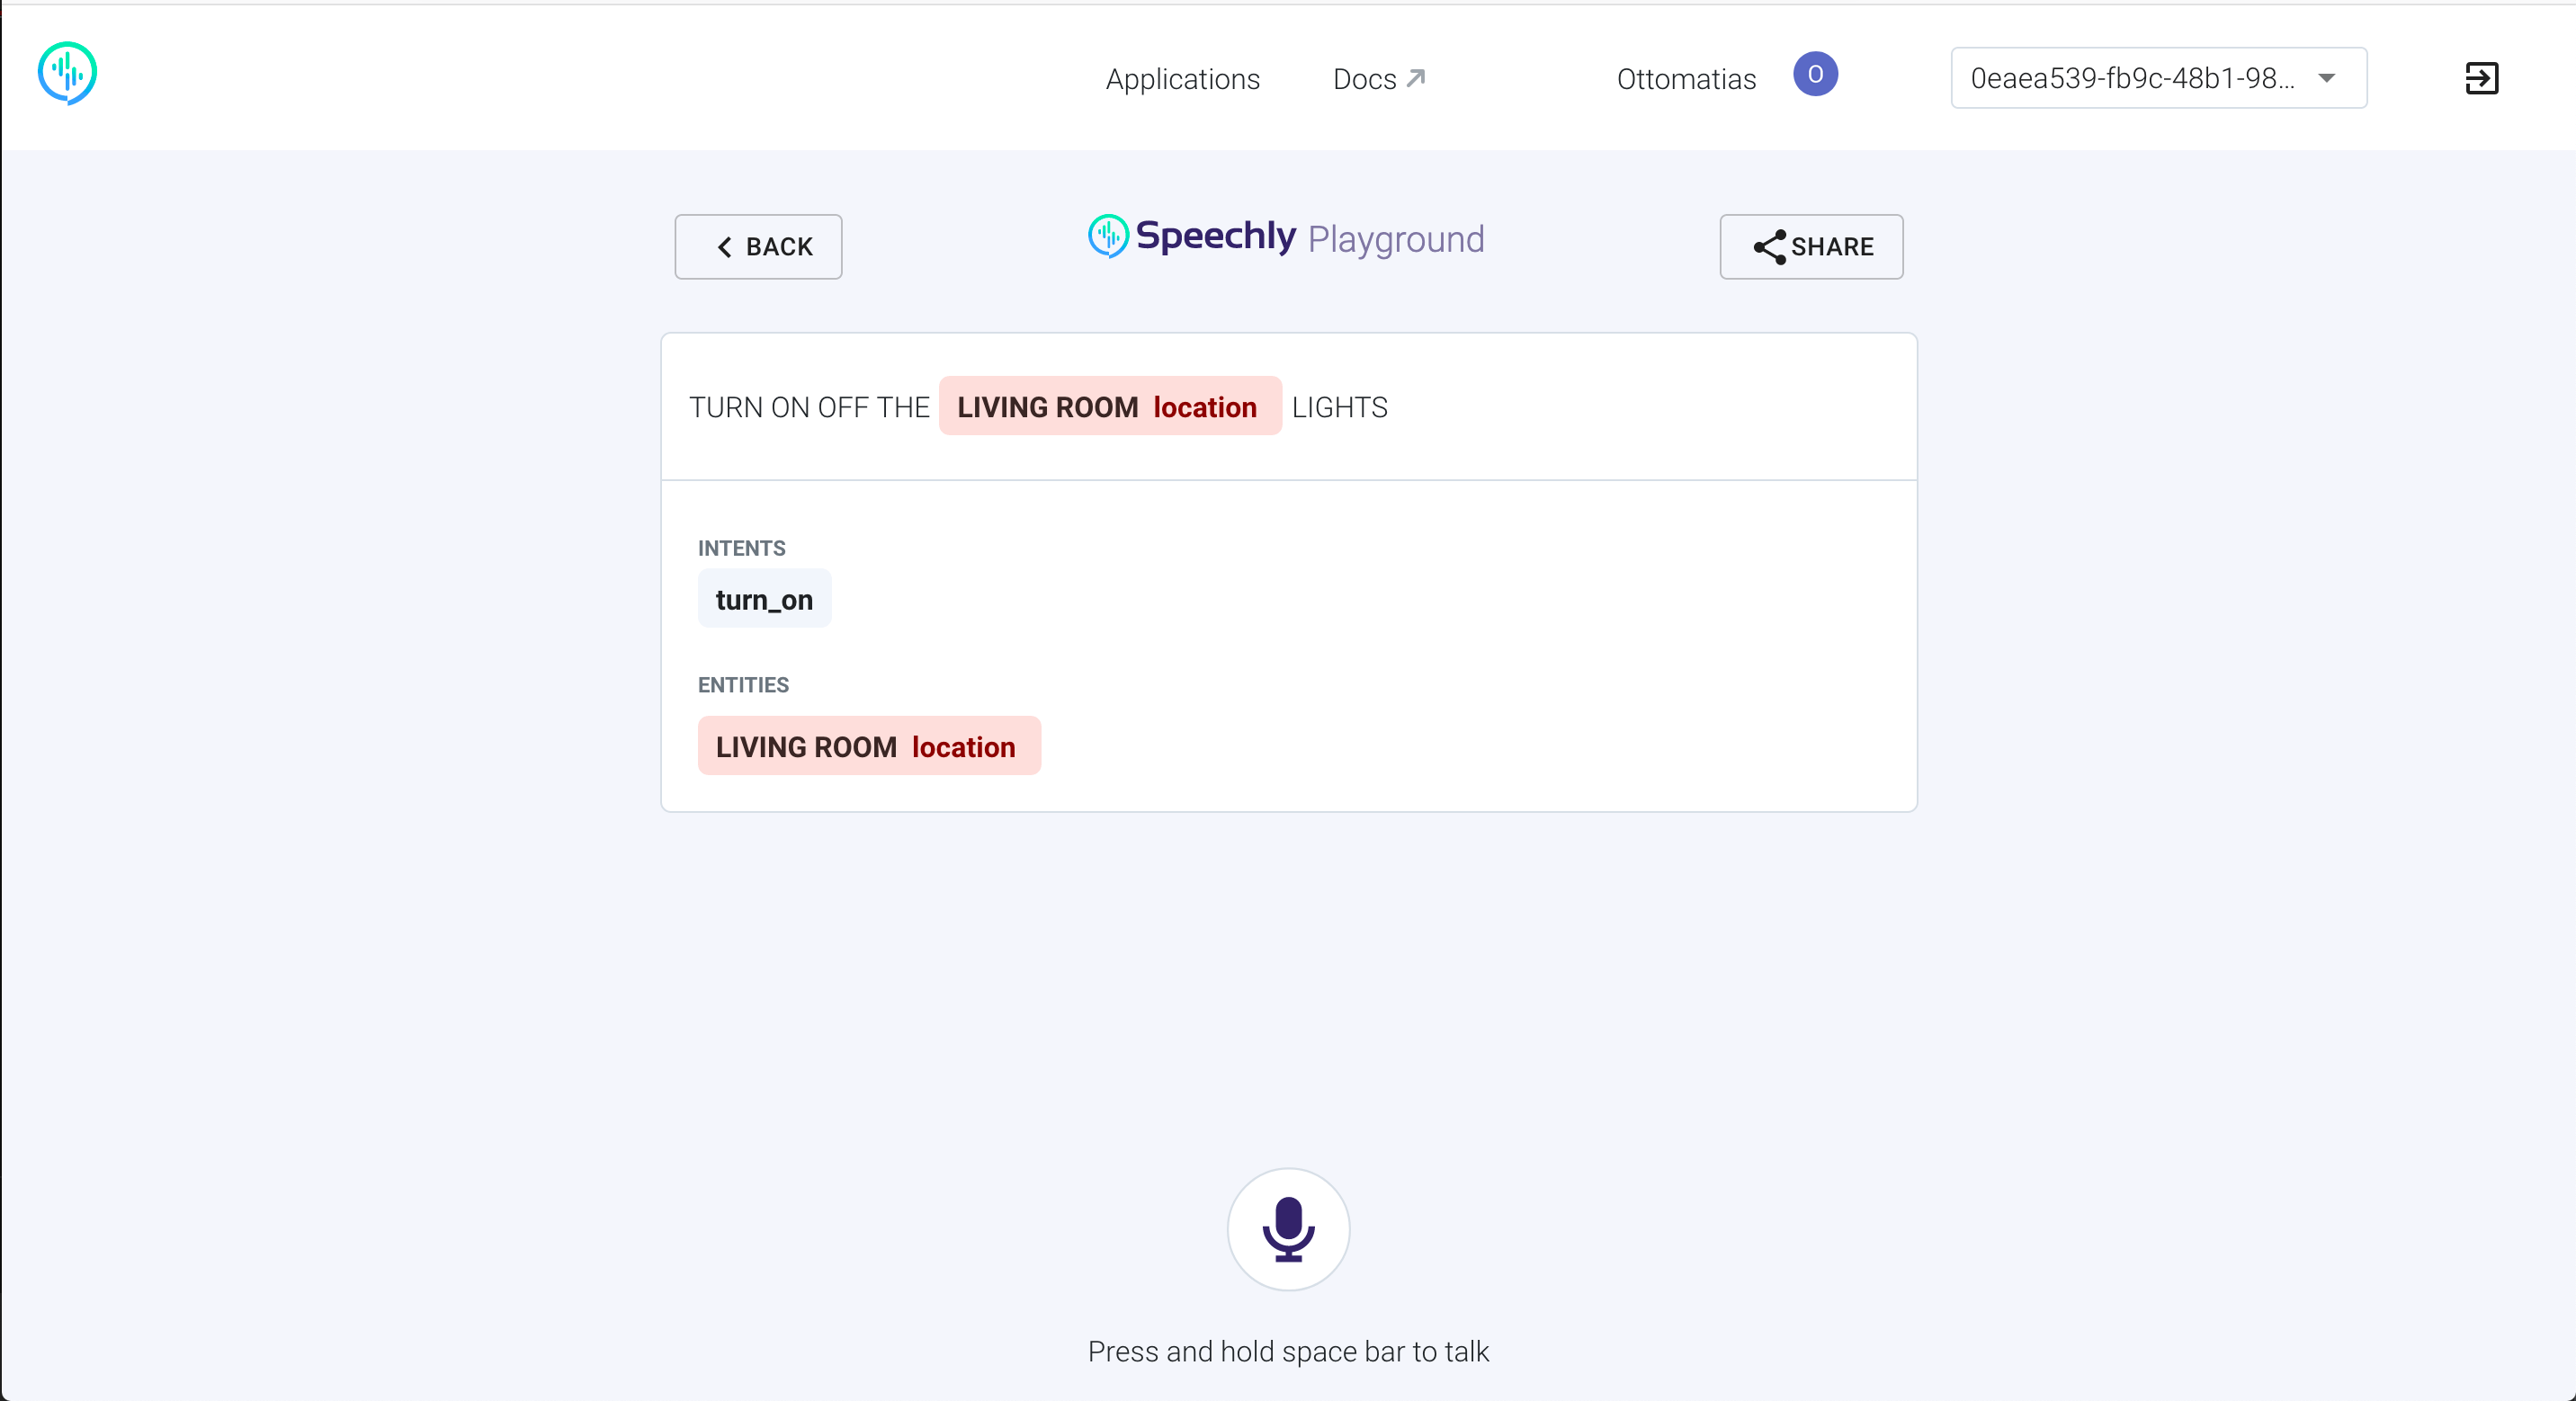 Applications Docs Ottomatias O 0eaea539-fb9c-48b1-98...
BACK
Speechly Playground
SHARE
TURN ON OFF THE LIVING ROOM location LIGHTS
INTENTS
turn_on
ENTITIES
LIVING ROOM location
Press and hold space bar to talk